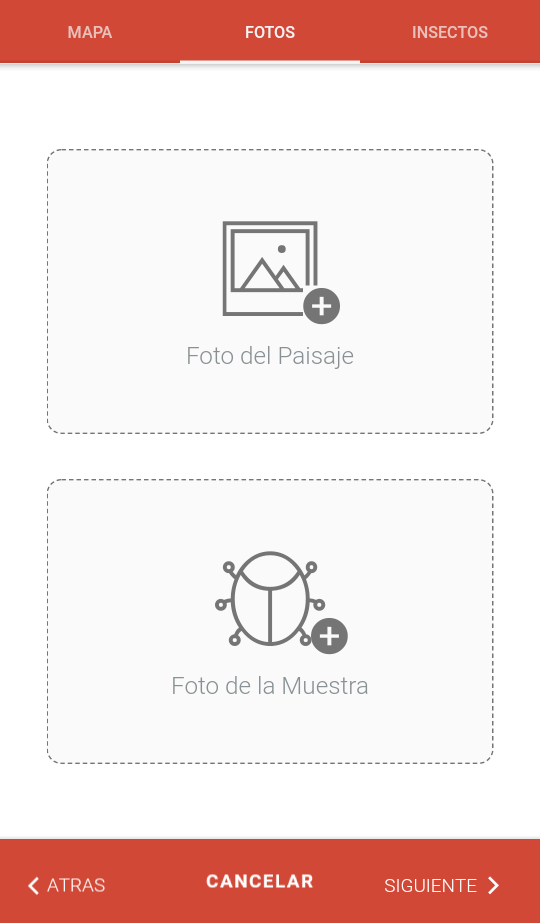 MAPA
FOTOS
INSECTOS
Foto del Paisaje
Foto de la Muestra
ATRAS
CANCELAR
SIGUIENTE